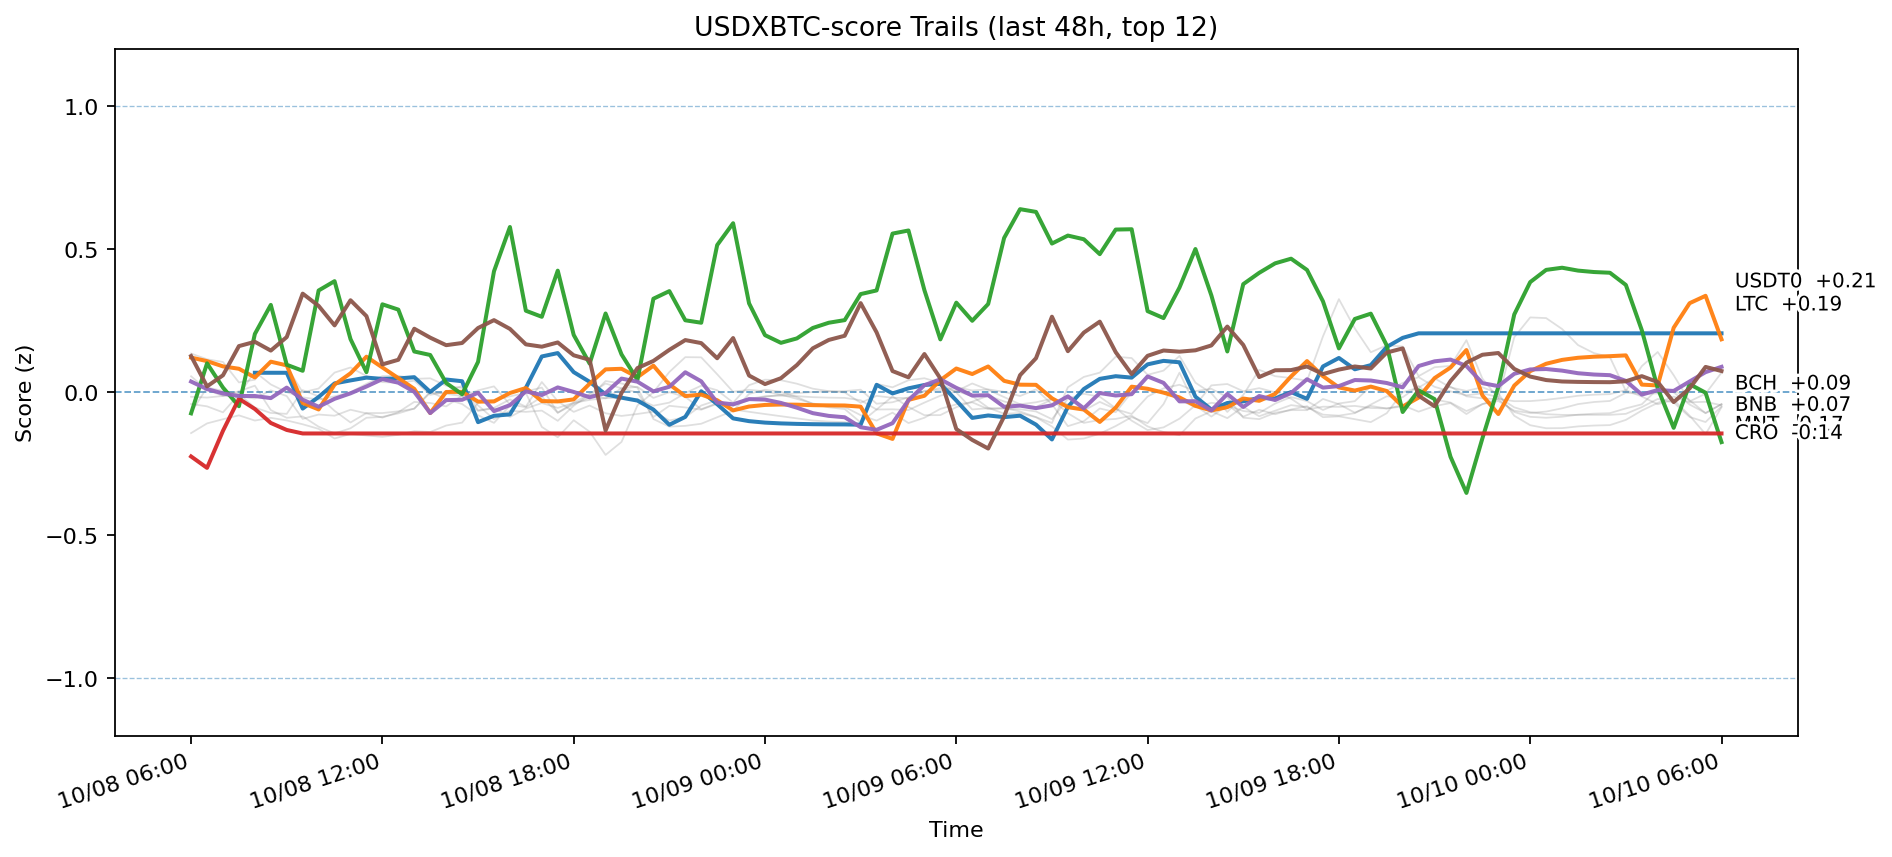 USDXBTC-score Trails (last 48h, top 12)
Score (z)
1.0
0.5
0.0
−0.5
−1.0
USDT0 +0.21
LTC +0.19
BCH +0.09
BNB +0.07
CRO -0.14
10/08 06:00
10/08 12:00
10/08 18:00
10/09 00:00
10/09 06:00
10/09 12:00
10/09 18:00
10/10 00:00
10/10 06:00
Time